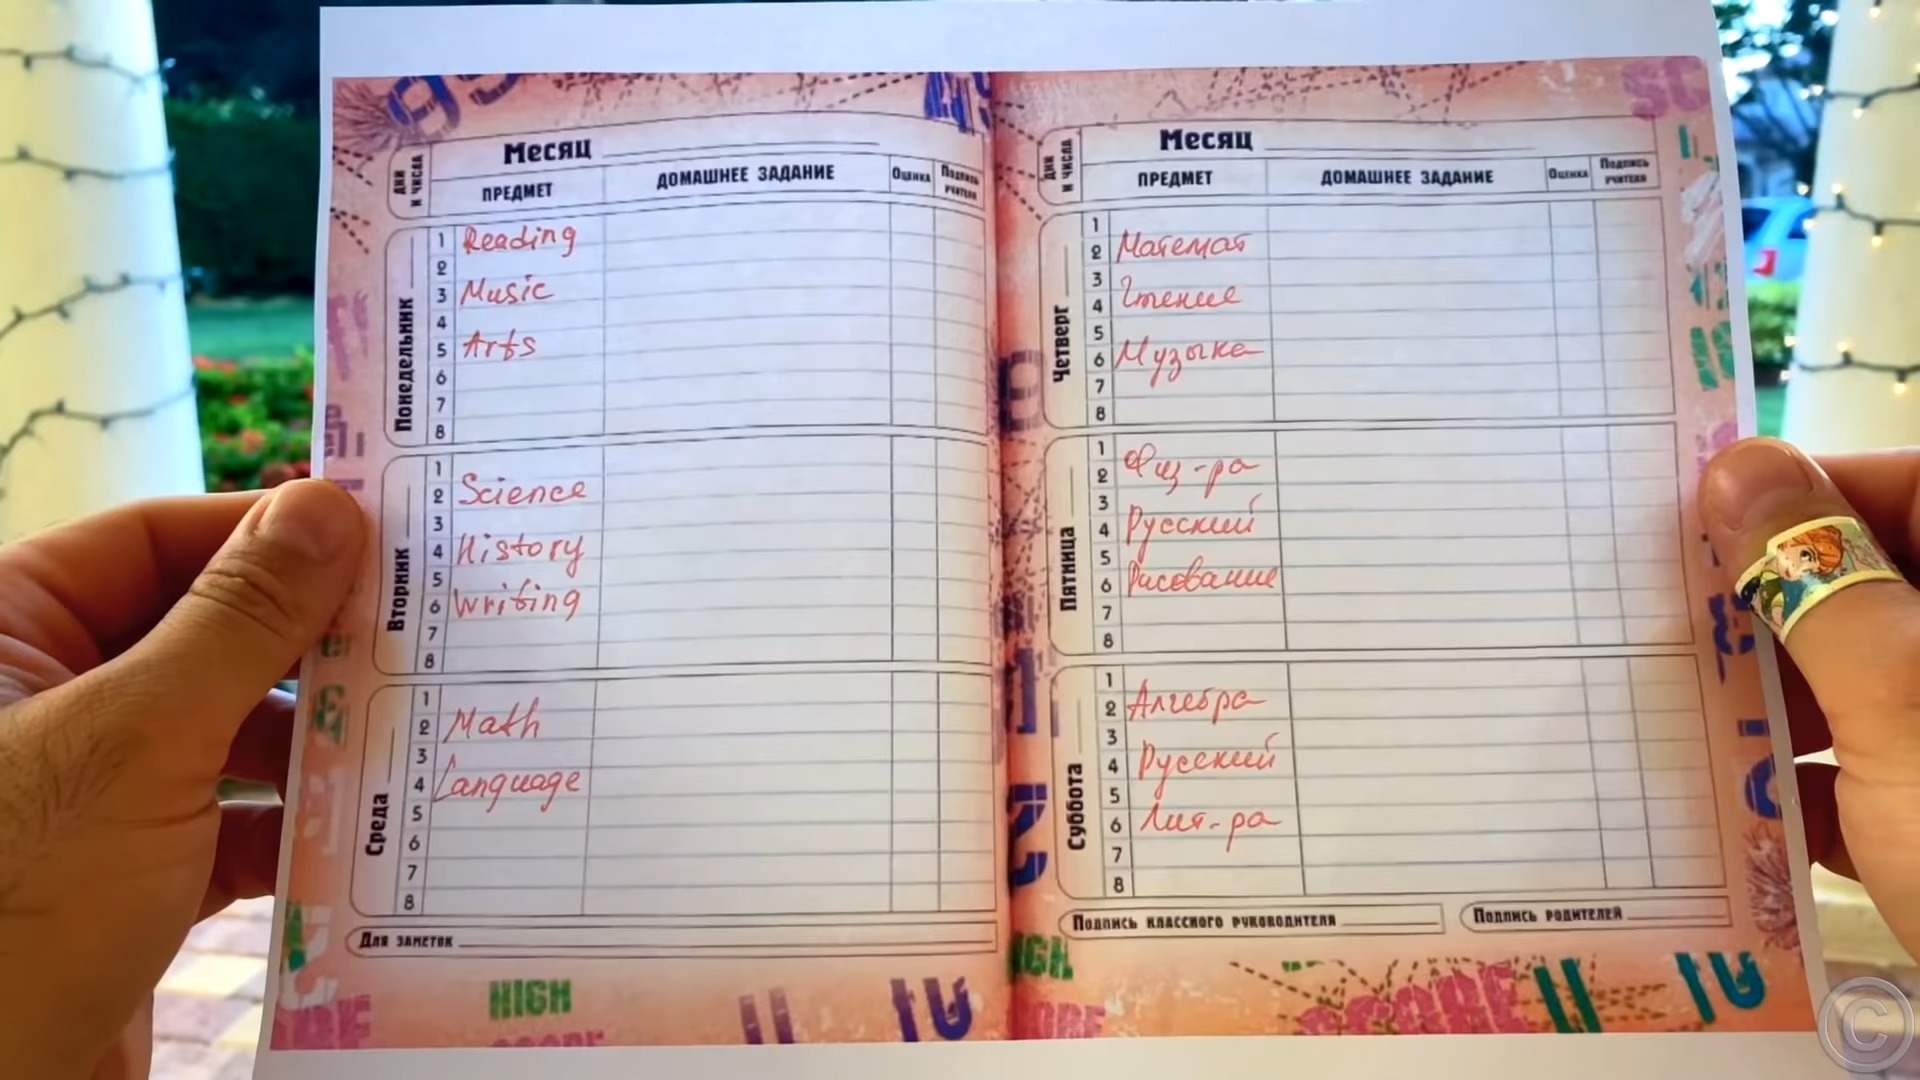 Месяц
ДНИ И ЧИСЛА
ПРЕДМЕТ
ДОМАШНЕЕ ЗАДАНИЕ
Оценка
Подпись учителя
Понедельник
1 Reading
2
3 Music
4
5 Arts
6
7
8
Вторник
1
2 Science
3
4 History
5
6 Writing
7
8
Среда
1
2 Math
3
4 Language
5
6
7
8
Для заметок
HIGH
Месяц
ДНИ И ЧИСЛА
ПРЕДМЕТ
ДОМАШНЕЕ ЗАДАНИЕ
Оценка
Подпись учителя
Четверг
1
2 Математ
3
4 Чтение
5
6 Музыка
7
8
Пятница
1
2 Физ-ра
3
4 Русский
5
6 Рисование
7
8
Суббота
1
2 Алгебра
3
4 Русский
5
6 Лит-ра
7
8
Подпись классного руководителя
Подпись родителей
SCORE
©